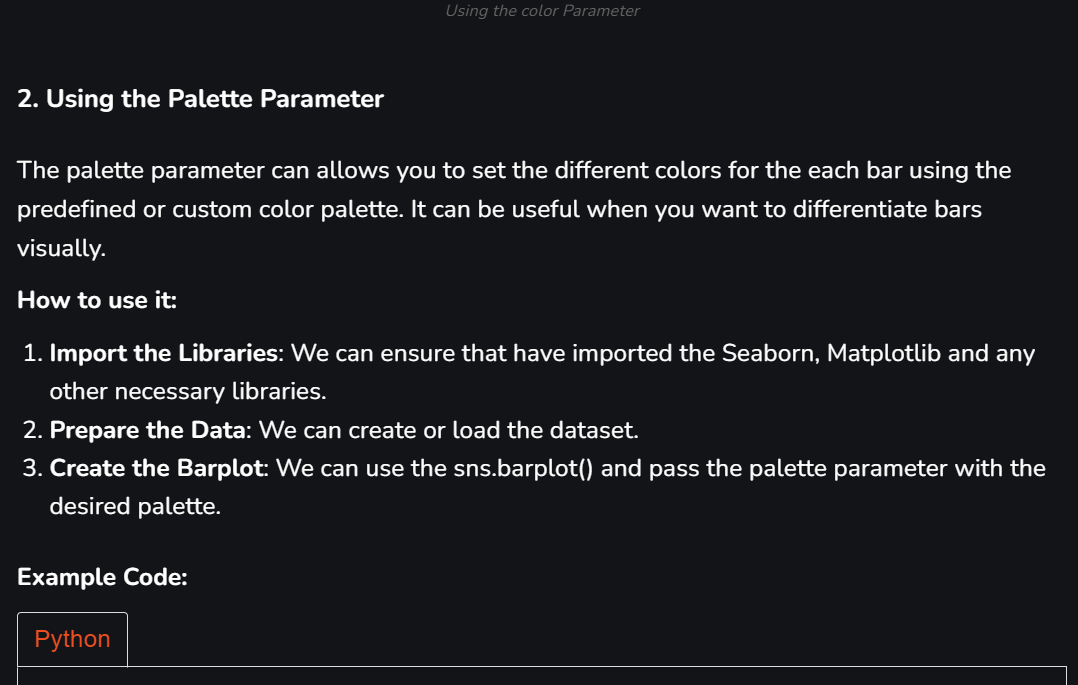 Using the color Parameter
2. Using the Palette Parameter
The palette parameter can allows you to set the different colors for the each bar using the
predefined or custom color palette. It can be useful when you want to differentiate bars
visually.
How to use it:
1. Import the Libraries: We can ensure that have imported the Seaborn, Matplotlib and any
other necessary libraries.
2. Prepare the Data: We can create or load the dataset.
3. Create the Barplot: We can use the sns.barplot() and pass the palette parameter with the
desired palette.
Example Code:
Python